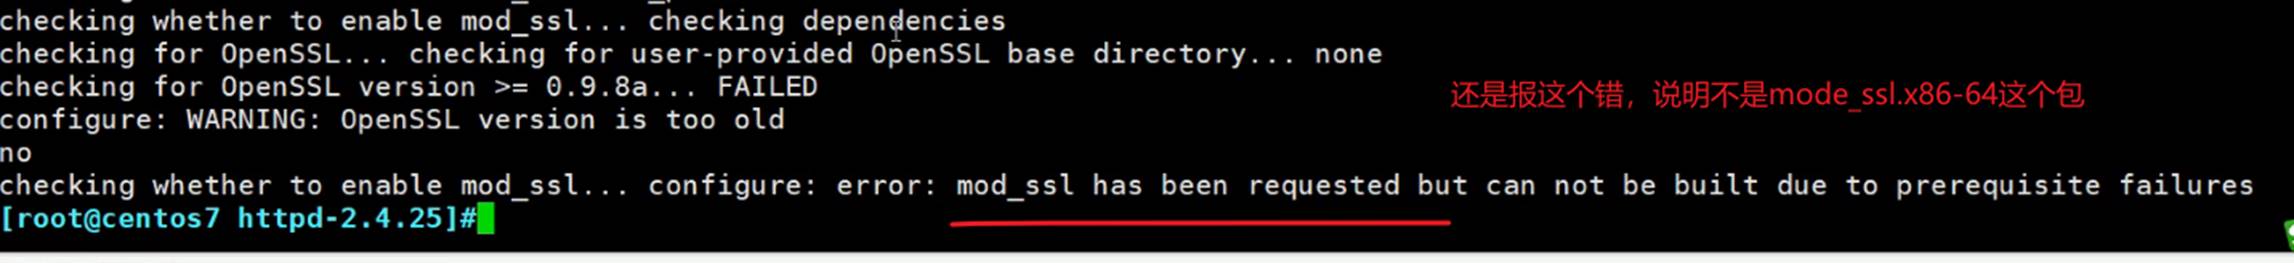 checking whether to enable mod_ssl... checking dependencies
checking for OpenSSL... checking for user-provided OpenSSL base directory... none
checking for OpenSSL version >= 0.9.8a... FAILED
还是报这个错，说明不是mode_ssl.x86-64这个包
configure: WARNING: OpenSSL version is too old
no
checking whether to enable mod_ssl... configure: error: mod_ssl has been requested but can not be built due to prerequisite failures
[root@centos7 httpd-2.4.25]#